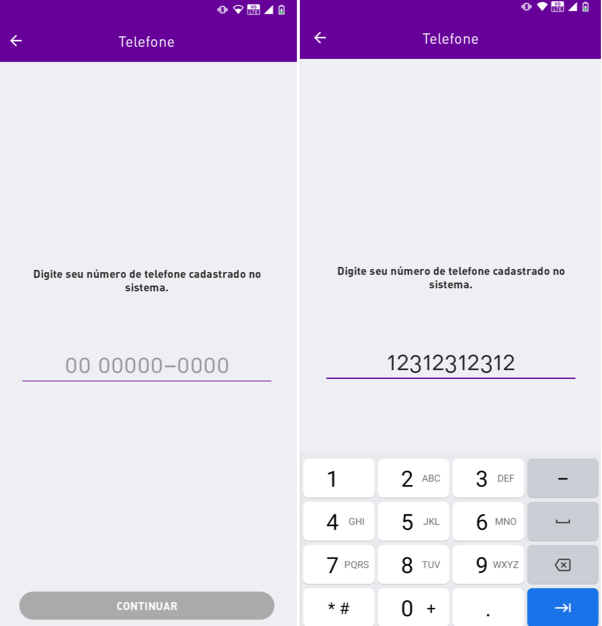 Telefone
Digite seu número de telefone cadastrado no
sistema.
00 00000-0000
CONTINUAR
Telefone
Digite seu número de telefone cadastrado no
sistema.
12312312312
1 2 ABC 3 DEF -
4 GHI 5 JKL 6 MNO
7 PQRS 8 TUV 9 WXYZ
* # 0 + .